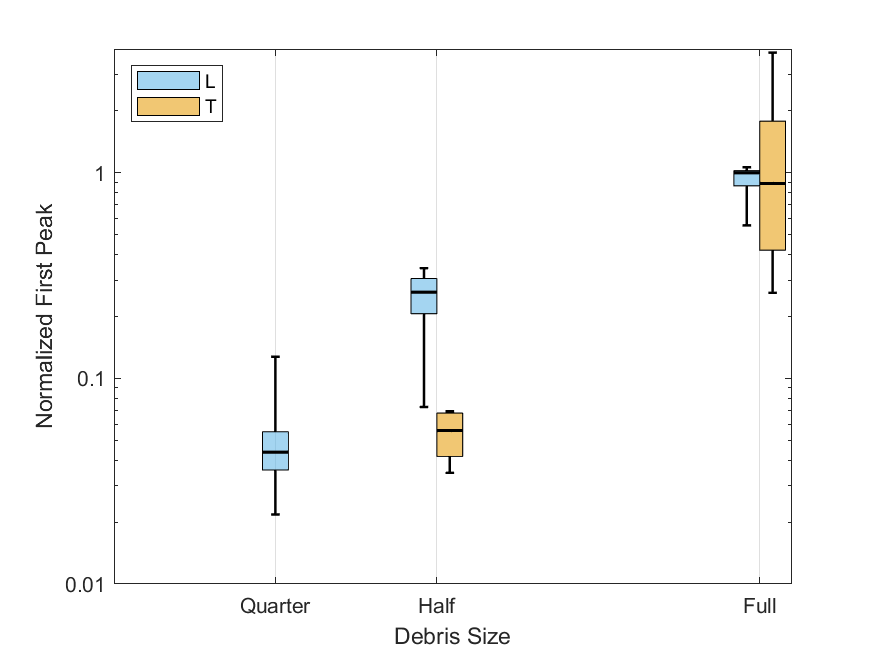 L
T
1
0.1
0.01
Normalized First Peak
Quarter
Half
Full
Debris Size